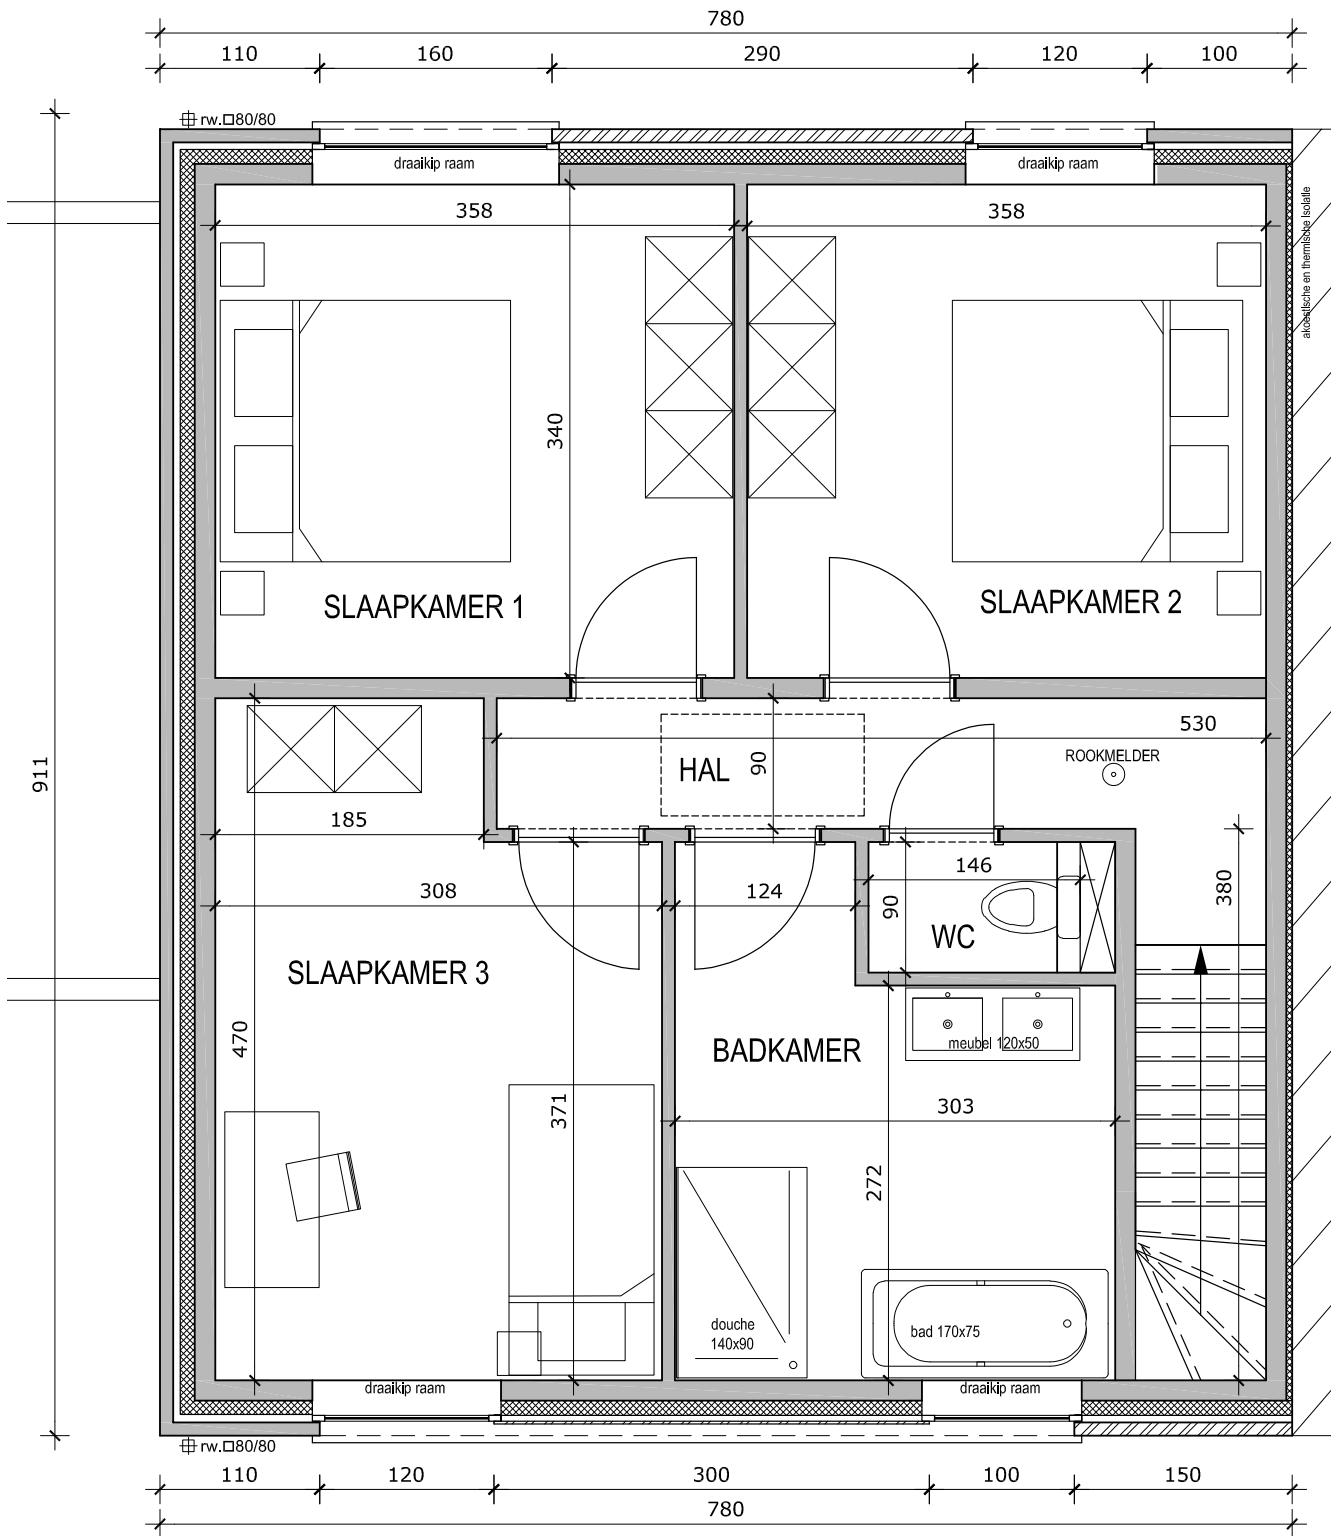 780
110 160 290 120 100
rw.□80/80
draaikip raam draaikip raam
akoestische en thermische isolatie
358 358
340
SLAAPKAMER 1 SLAAPKAMER 2
911
530
HAL 90 ROOKMELDER
185
308 124 146
90 380
WC
SLAAPKAMER 3
470
BADKAMER
meubel 120x50
371
303
272
douche
140x90
bad 170x75
draaikip raam draaikip raam
rw.□80/80
110 120 300 100 150
780